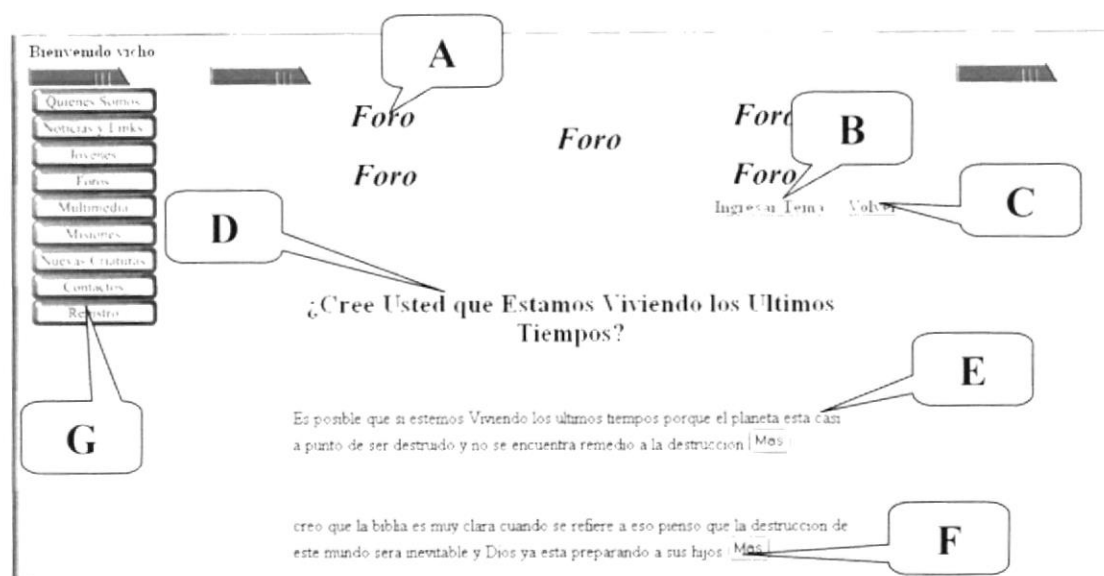 Bienvenido vicho
A
Quienes Somos
Noticias y Links
Jovenes
Foros
Multimedia
Misiones
Nuevas Criaturas
Contactos
Registro
Foro
Foro
Foro
Foro
Foro
B
Ingresar Tema Volver
C
D
¿Cree Usted que Estamos Viviendo los Ultimos
Tiempos?
E
Es posible que si estemos Viviendo los ultimos tiempos porque el planeta esta casi
a punto de ser destruido y no se encuentra remedio a la destruccion Mas
G
creo que la biblia es muy clara cuando se refiere a eso pienso que la destruccion de
este mundo sera inevitable y Dios ya esta preparando a sus hijos Mas
F